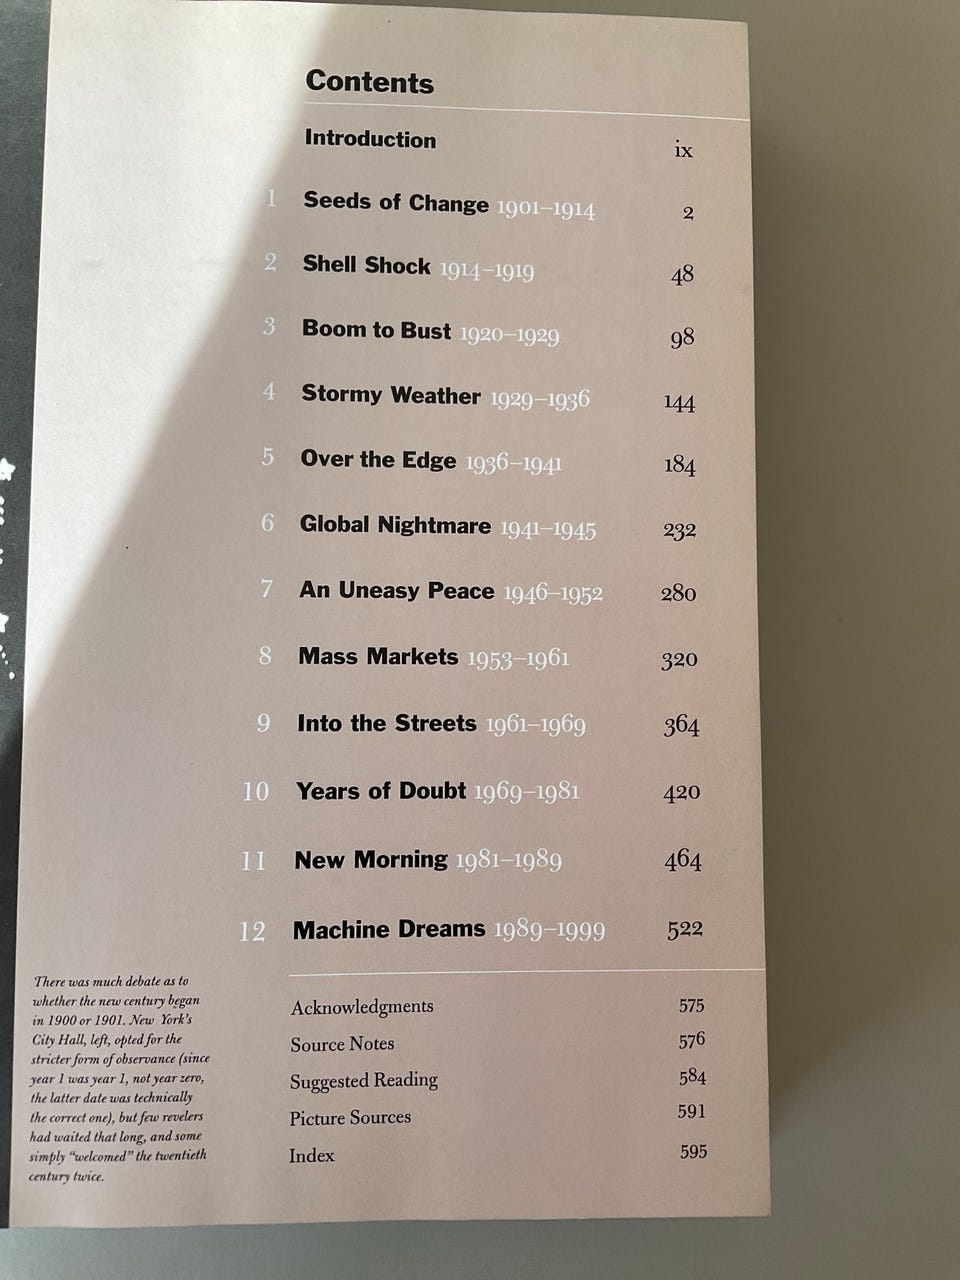 Contents
Introduction ix
1 Seeds of Change 1901–1914 2
2 Shell Shock 1914–1919 48
3 Boom to Bust 1920–1929 98
4 Stormy Weather 1929–1936 144
5 Over the Edge 1936–1941 184
6 Global Nightmare 1941–1945 232
7 An Uneasy Peace 1946–1952 280
8 Mass Markets 1953–1961 320
9 Into the Streets 1961–1969 364
10 Years of Doubt 1969–1981 420
11 New Morning 1981–1989 464
12 Machine Dreams 1989–1999 522
Acknowledgments 575
Source Notes 576
Suggested Reading 584
Picture Sources 591
Index 595
There was much debate as to
whether the new century began
in 1900 or 1901. New York's
City Hall, left, opted for the
stricter form of observance (since
year 1 was year 1, not year zero,
the latter date was technically
the correct one), but few revelers
had waited that long, and some
simply "welcomed" the twentieth
century twice.